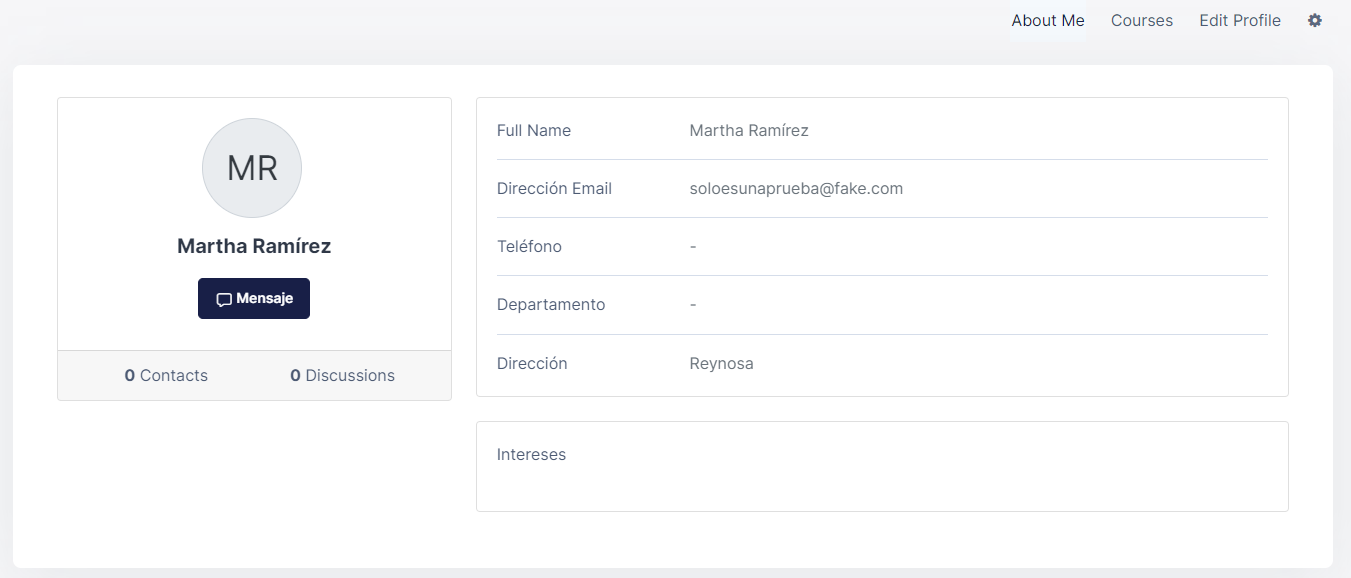 About Me Courses Edit Profile
MR
Martha Ramírez
Mensaje
0 Contacts 0 Discussions
Full Name Martha Ramírez
Dirección Email soloesunaprueba@fake.com
Teléfono -
Departamento -
Dirección Reynosa
Intereses